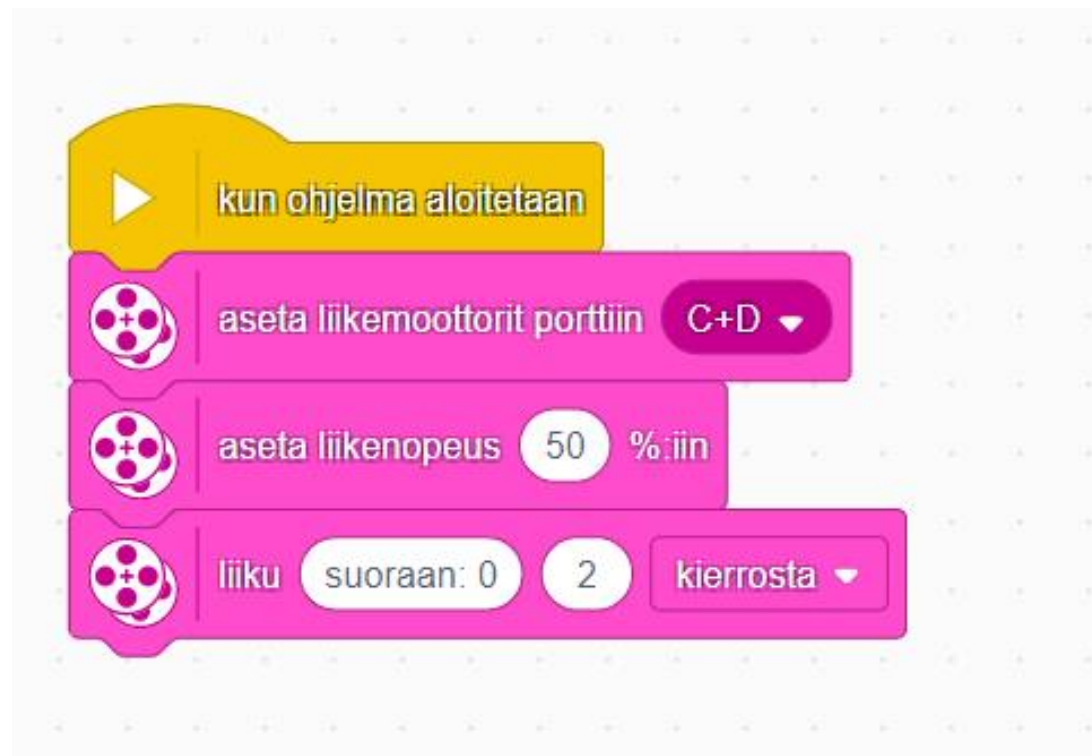 kun ohjelma aloitetaan
aseta liikemoottorit porttiin C+D
aseta liikenopeus 50 %:iin
liiku suoraan: 0 2 kierrosta